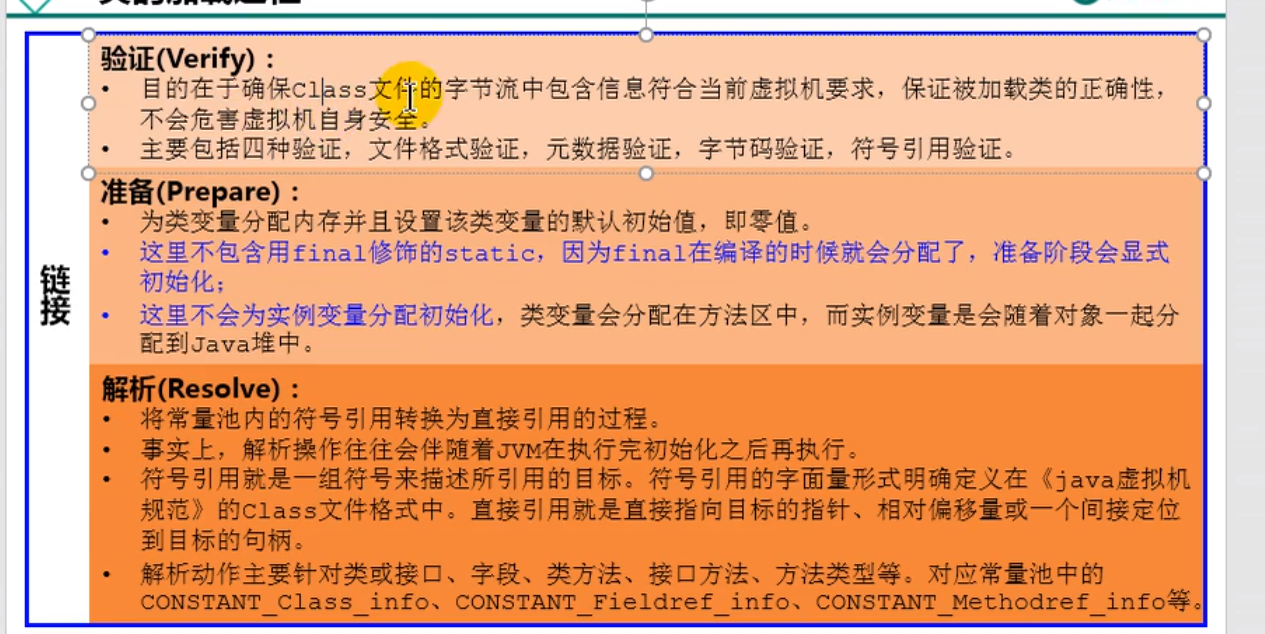 类的加载过程
验证(Verify)：
• 目的在于确保Class文件的字节流中包含信息符合当前虚拟机要求，保证被加载类的正确性，
不会危害虚拟机自身安全。
• 主要包括四种验证，文件格式验证，元数据验证，字节码验证，符号引用验证。
准备(Prepare)：
• 为类变量分配内存并且设置该类变量的默认初始值，即零值。
• 这里不包含用final修饰的static，因为final在编译的时候就会分配了，准备阶段会显式
初始化；
• 这里不会为实例变量分配初始化，类变量会分配在方法区中，而实例变量是会随着对象一起分
配到Java堆中。
链接
解析(Resolve)：
• 将常量池内的符号引用转换为直接引用的过程。
• 事实上，解析操作往往会伴随着JVM在执行完初始化之后再执行。
• 符号引用就是一组符号来描述所引用的目标。符号引用的字面量形式明确定义在《java虚拟机
规范》的Class文件格式中。直接引用就是直接指向目标的指针、相对偏移量或一个间接定位
到目标的句柄。
• 解析动作主要针对类或接口、字段、类方法、接口方法、方法类型等。对应常量池中的
CONSTANT_Class_info、CONSTANT_Fieldref_info、CONSTANT_Methodref_info等。